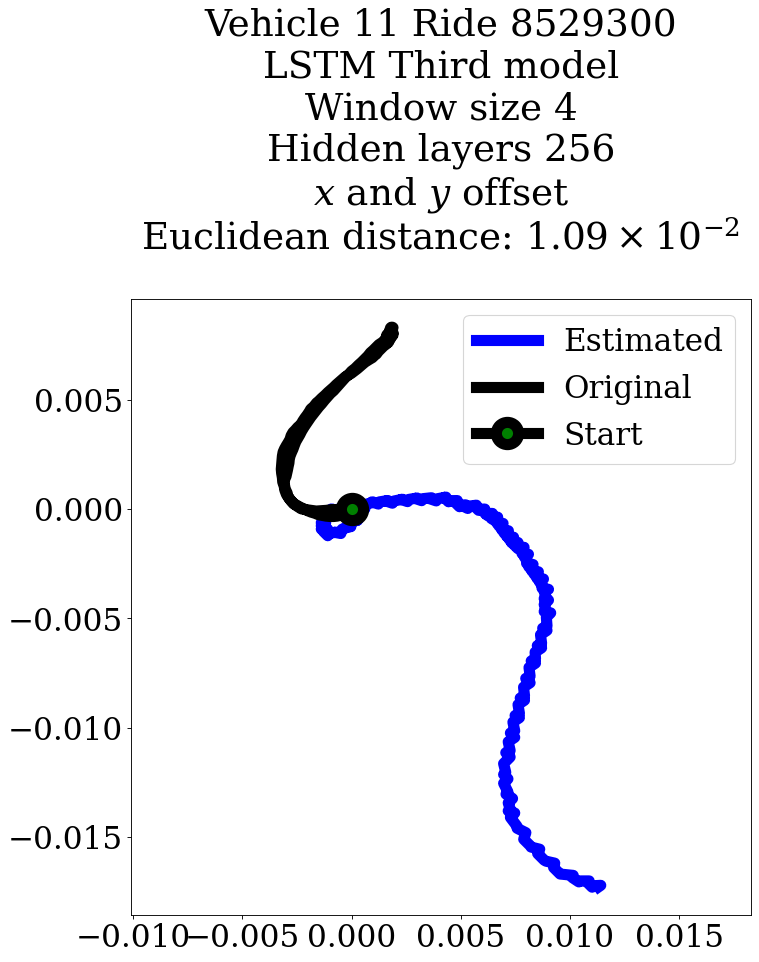 Vehicle 11 Ride 8529300
LSTM Third model
Window size 4
Hidden layers 256
x and y offset
Euclidean distance: 1.09 × 10⁻²
Estimated
Original
Start
0.005
0.000
−0.005
−0.010
−0.015
−0.010 −0.005 0.000 0.005 0.010 0.015